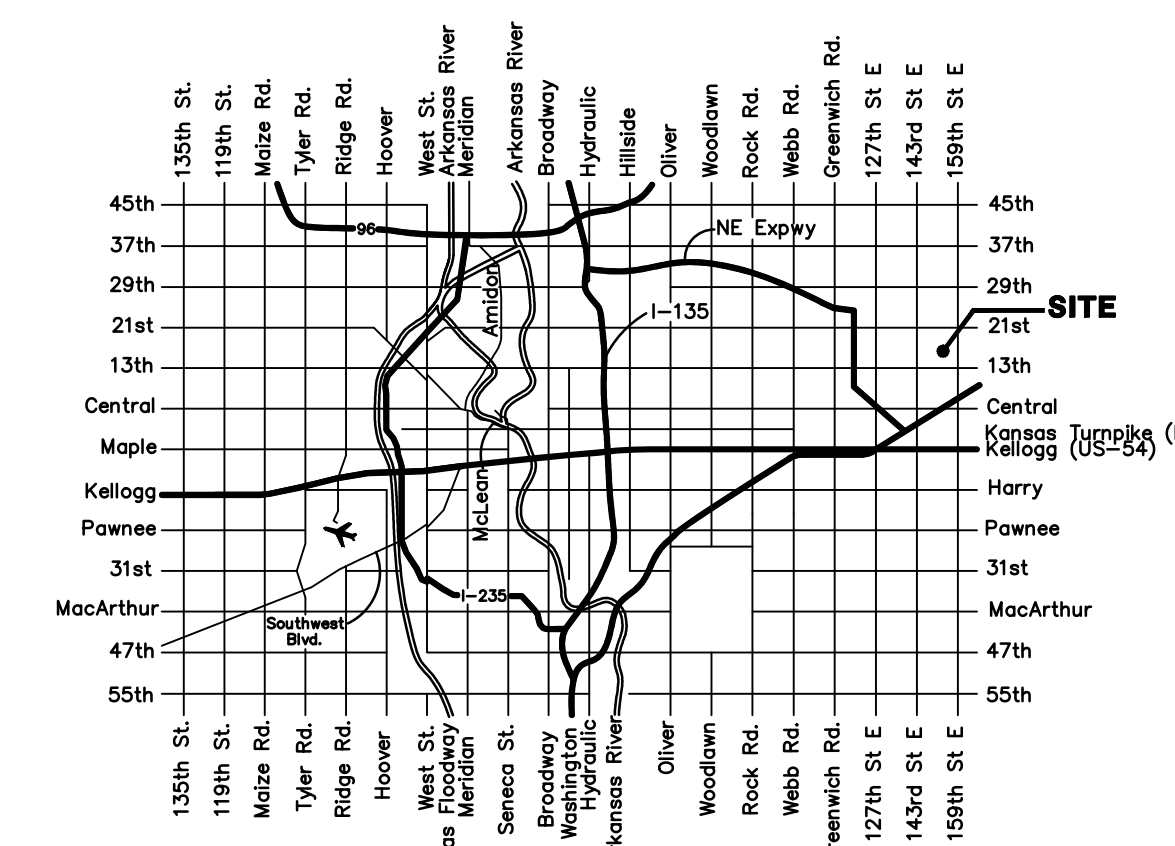 135th St.
119th St.
Maize Rd.
Tyler Rd.
Ridge Rd.
Hoover
West St.
Arkansas River
Meridian
Arkansas River
Broadway
Hydraulic
Hillside
Oliver
Woodlawn
Rock Rd.
Webb Rd.
Greenwich Rd.
127th St E
143rd St E
159th St E
45th
37th
29th
21st
13th
Central
Maple
Kellogg
Pawnee
31st
MacArthur
47th
55th
96
NE Expwy
Amidon
I-135
SITE
McLean
I-235
Southwest
Blvd.
45th
37th
29th
21st
13th
Central
Kansas Turnpike (
Kellogg (US-54)
Harry
Pawnee
31st
MacArthur
47th
55th
135th St.
119th St.
Maize Rd.
Tyler Rd.
Ridge Rd.
Hoover
West St.
as Floodway
Meridian
Seneca St.
Broadway
Washington
Hydraulic
rkansas River
Oliver
Woodlawn
Rock Rd.
Webb Rd.
reenwich Rd.
127th St E
143rd St E
159th St E